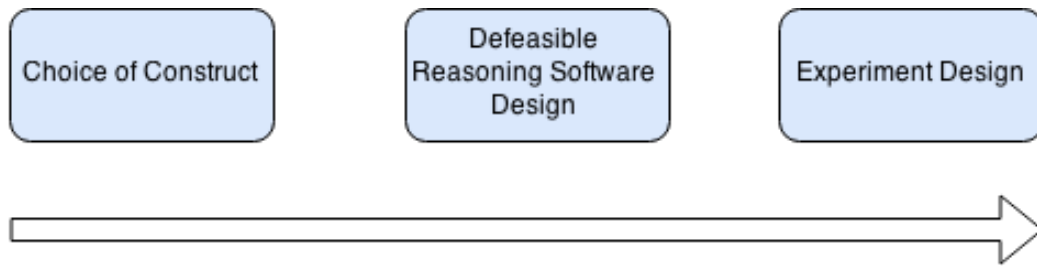 Choice of Construct
Defeasible
Reasoning Software
Design
Experiment Design